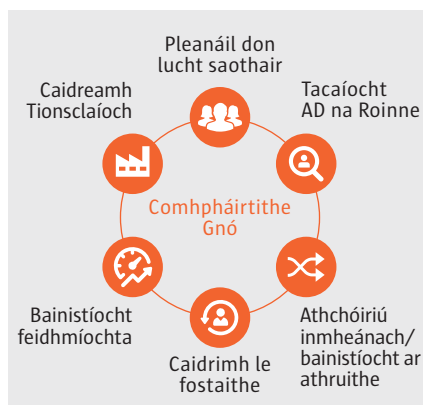 Pleanáil don
lucht saothair
Tacaíocht
AD na Roinne
Athchóiriú
inmheánach/
bainistíocht ar
athruithe
Caidrimh le
fostaithe
Bainistíocht
feidhmíochta
Caidreamh
Tionsclaíoch
Comhpháirtithe
Gnó